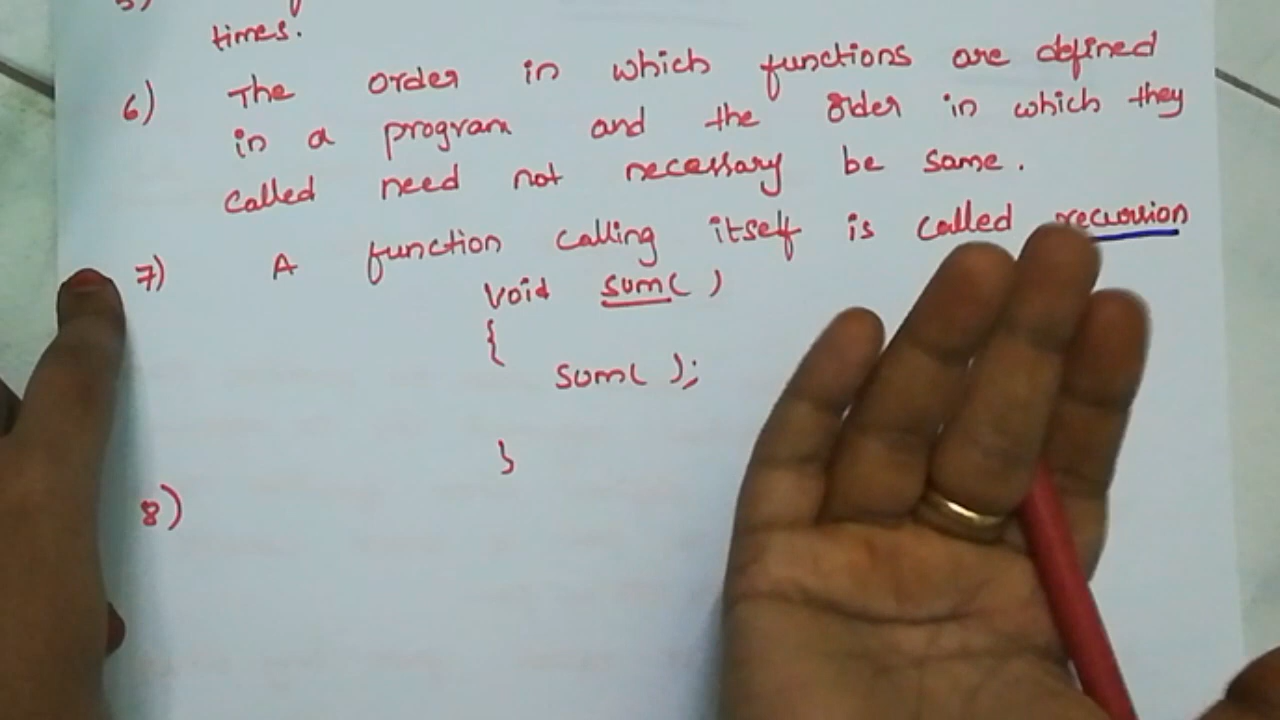 5)
times.
6) The order in which functions are defined
in a program and the order in which they
called need not necessary be same.
7) A function calling itself is called recursion
void sum( )
{
sum( );
}
8)